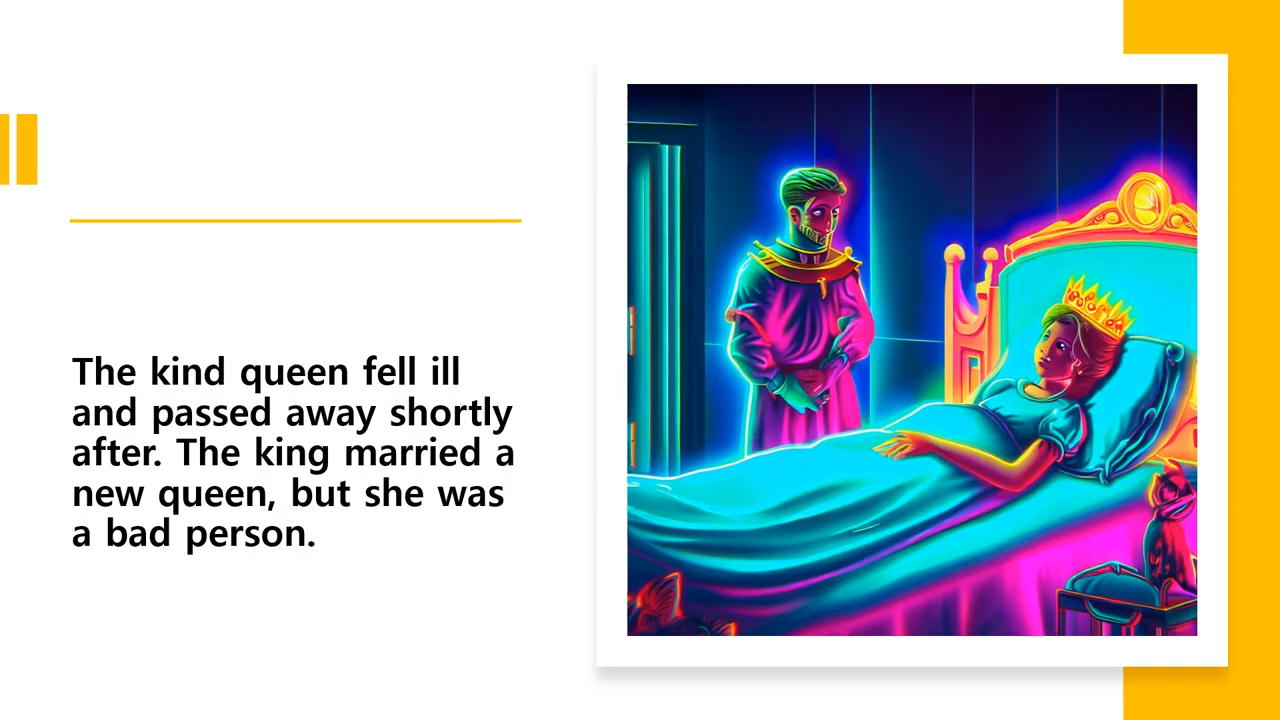 The kind queen fell ill
and passed away shortly
after. The king married a
new queen, but she was
a bad person.